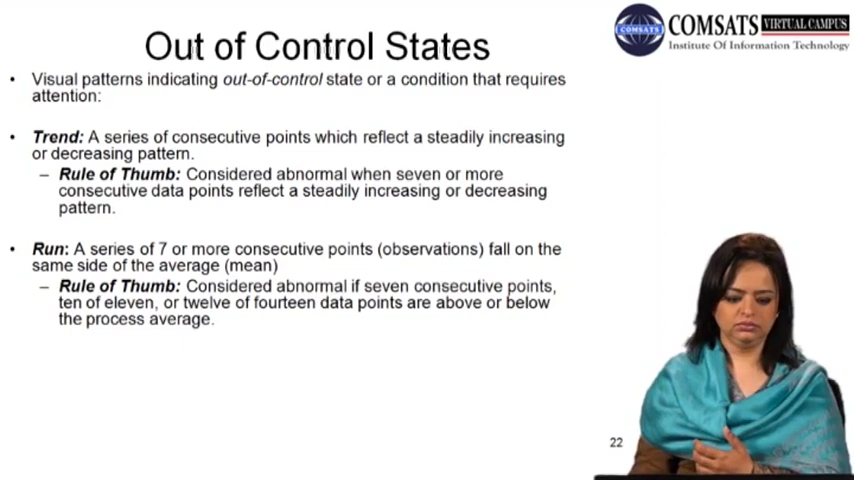 Out of Control States
COMSATS
COMSATS VIRTUAL CAMPUS
Institute Of Information Technology
• Visual patterns indicating out-of-control state or a condition that requires
attention:
• Trend: A series of consecutive points which reflect a steadily increasing
or decreasing pattern.
– Rule of Thumb: Considered abnormal when seven or more
consecutive data points reflect a steadily increasing or decreasing
pattern.
• Run: A series of 7 or more consecutive points (observations) fall on the
same side of the average (mean)
– Rule of Thumb: Considered abnormal if seven consecutive points,
ten of eleven, or twelve of fourteen data points are above or below
the process average.
22